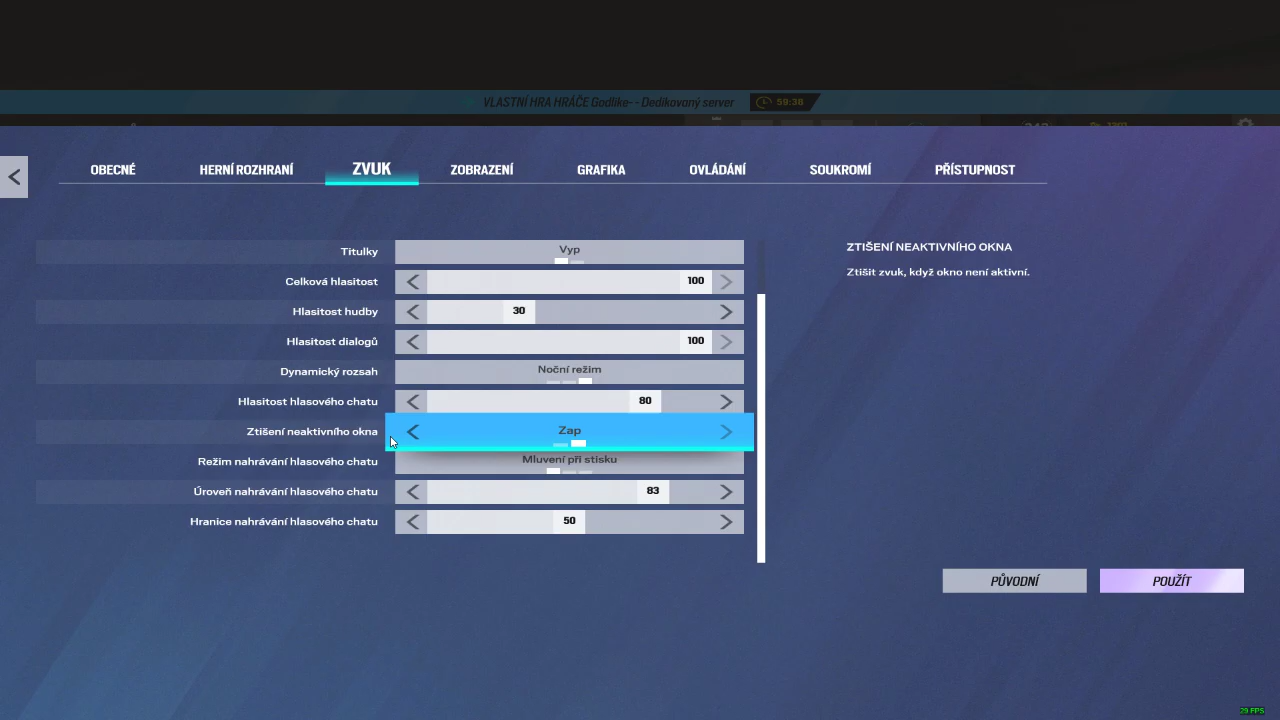 VLASTNÍ HRA HRÁČE Godlike- - Dedikovaný server
59:38
OBECNÉ
HERNÍ ROZHRANÍ
ZVUK
ZOBRAZENÍ
GRAFIKA
OVLÁDÁNÍ
SOUKROMÍ
PŘÍSTUPNOST
Titulky Vyp
Celková hlasitost 100
Hlasitost hudby 30
Hlasitost dialogů 100
Dynamický rozsah Noční režim
Hlasitost hlasového chatu 80
Ztišení neaktivního okna Zap
Režim nahrávání hlasového chatu Mluvení při stisku
Úroveň nahrávání hlasového chatu 83
Hranice nahrávání hlasového chatu 50
ZTIŠENÍ NEAKTIVNÍHO OKNA
Ztišit zvuk, když okno není aktivní.
PŮVODNÍ
POUŽÍT
29 FPS